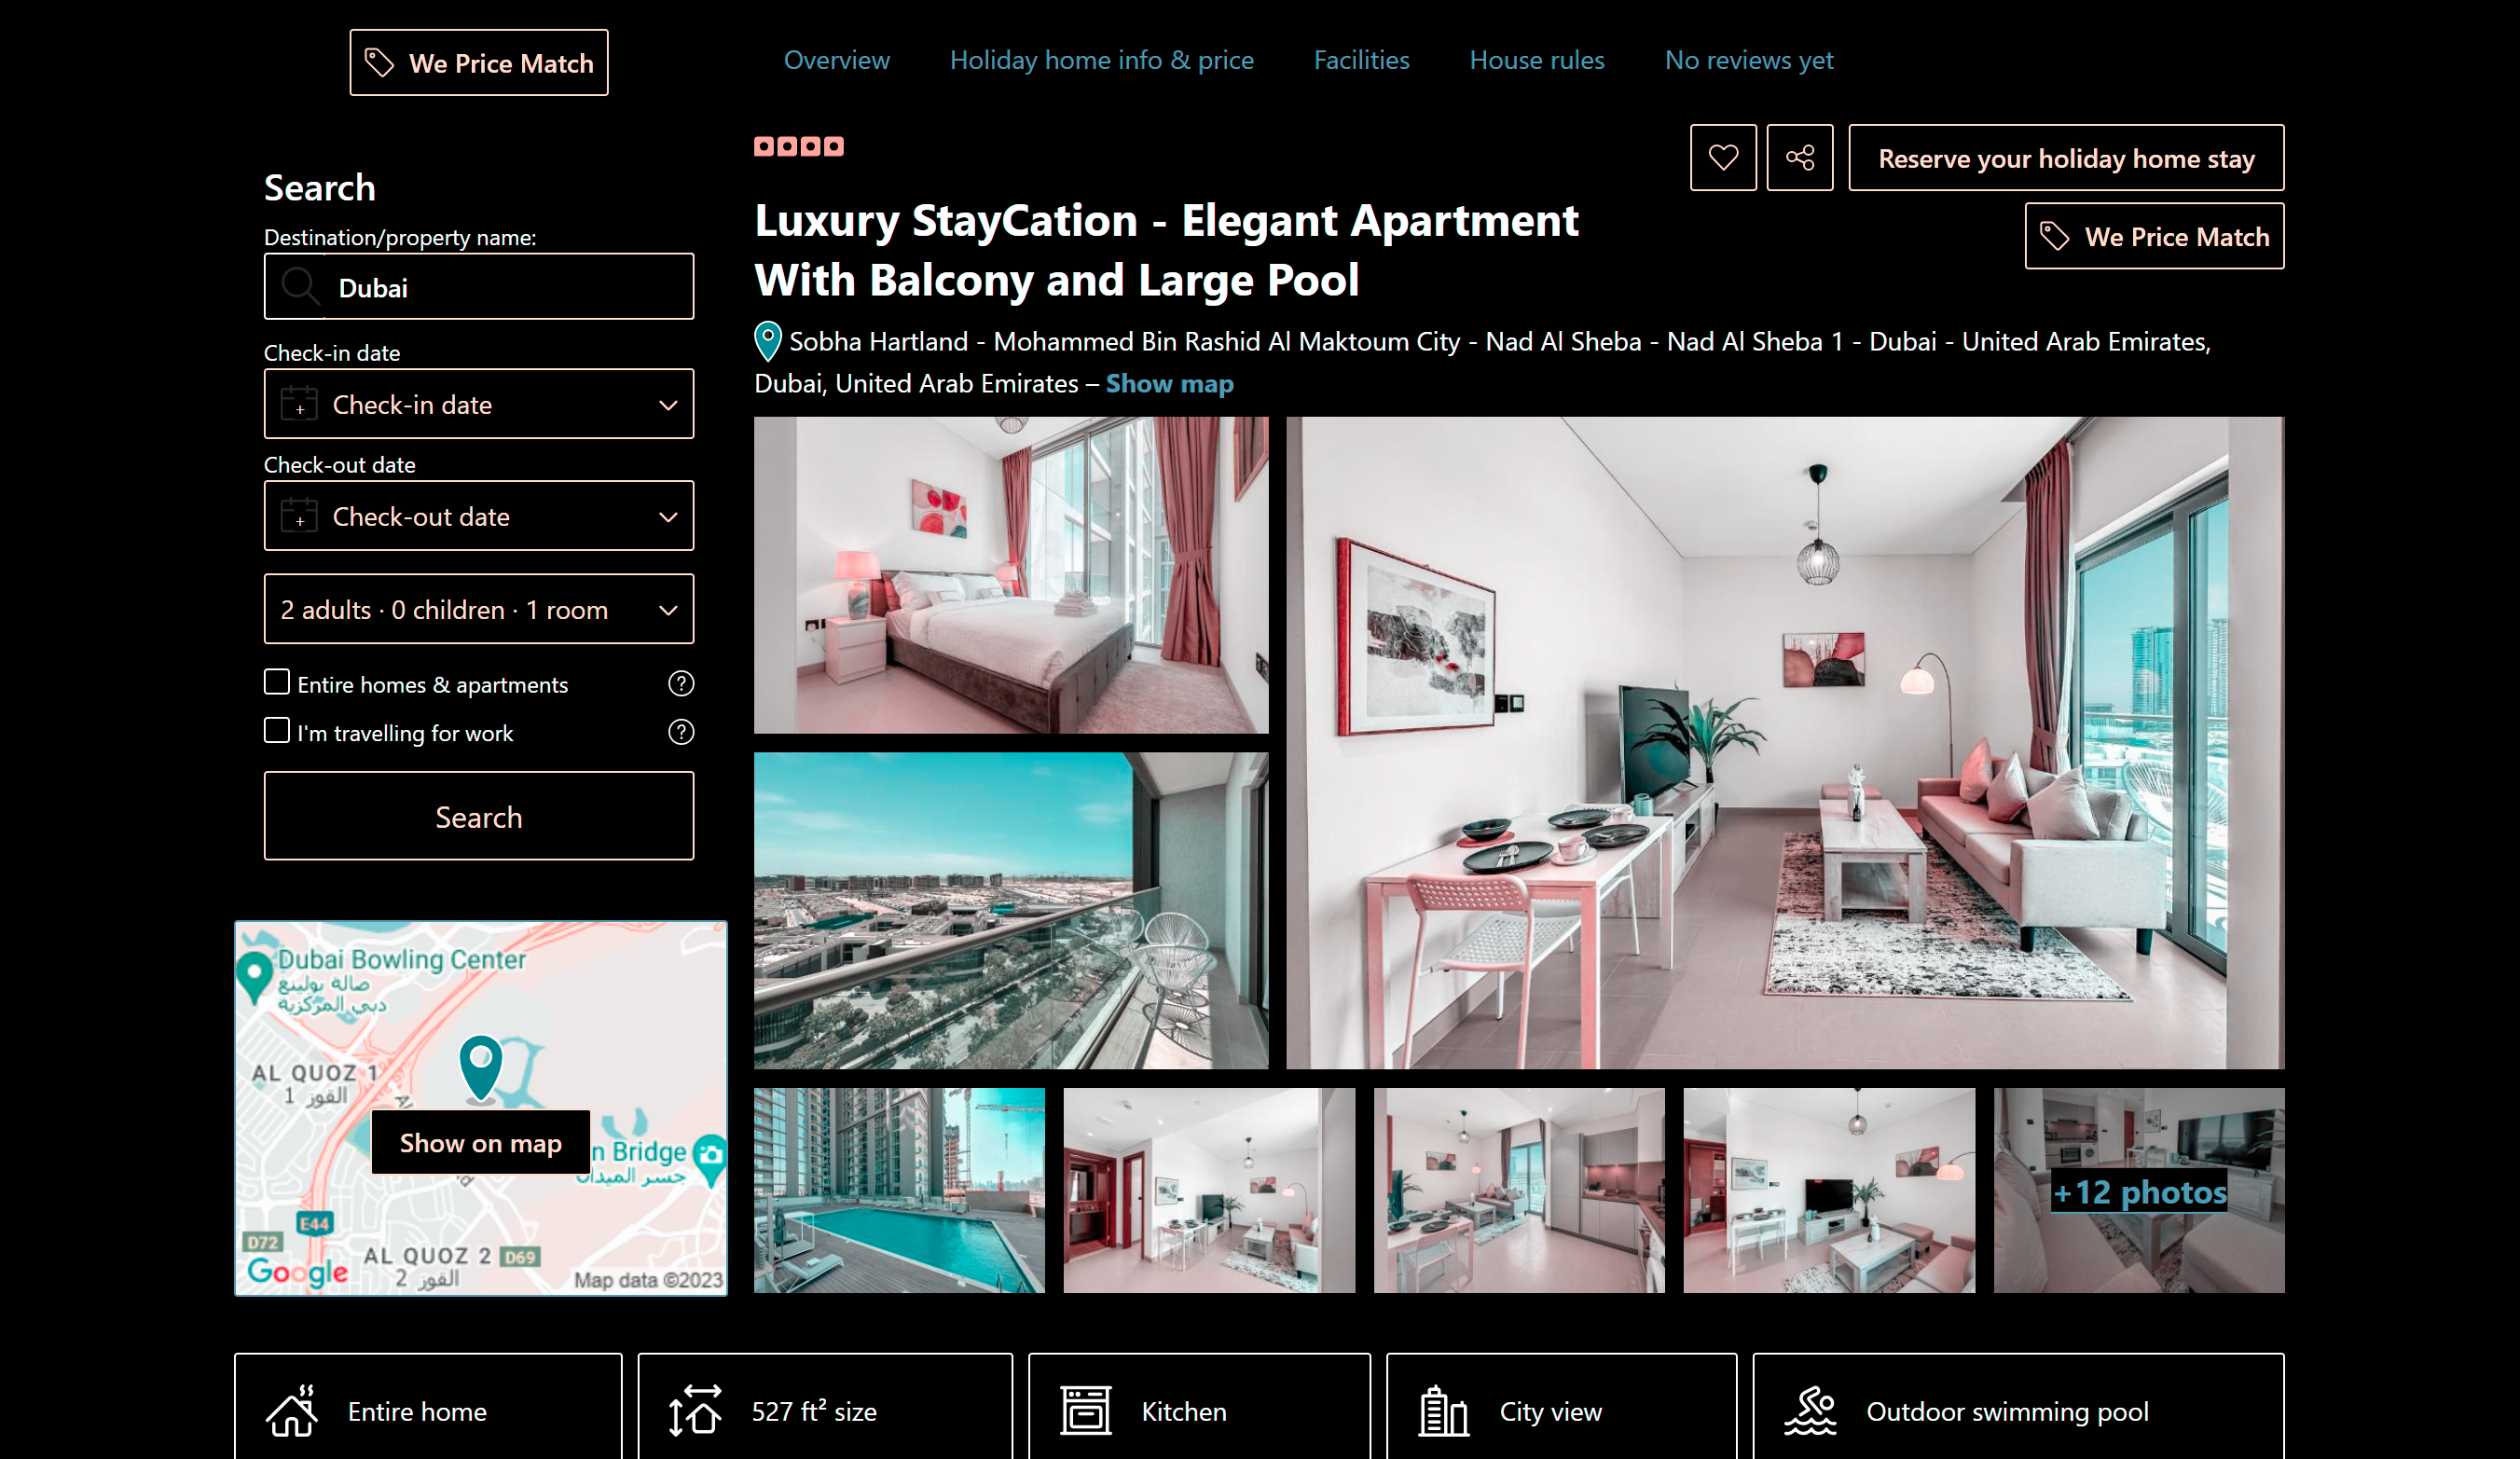 We Price Match
Overview
Holiday home info & price
Facilities
House rules
No reviews yet
Search
Destination/property name:
Dubai
Check-in date
Check-in date
Check-out date
Check-out date
2 adults · 0 children · 1 room
Entire homes & apartments
I'm travelling for work
Search
Reserve your holiday home stay
We Price Match
Luxury StayCation - Elegant Apartment
With Balcony and Large Pool
Sobha Hartland - Mohammed Bin Rashid Al Maktoum City - Nad Al Sheba - Nad Al Sheba 1 - Dubai - United Arab Emirates,
Dubai, United Arab Emirates – Show map
Dubai Bowling Center
صالة بولينغ
دبي المركزية
AL QUOZ 1
القوز 1
Al
Show on map
n Bridge
جسر الميدان
E44
D72
AL QUOZ 2
D69
القوز 2
Google
Map data ©2023
+12 photos
Entire home
527 ft² size
Kitchen
City view
Outdoor swimming pool